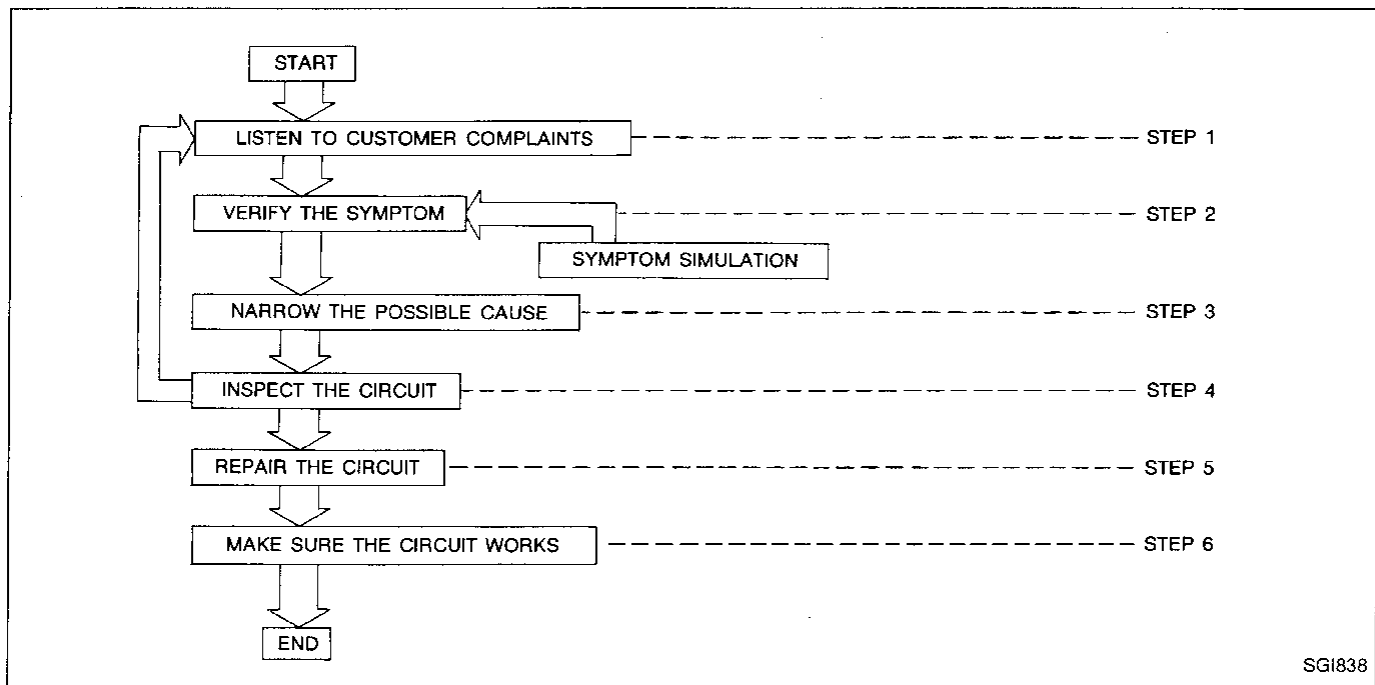 START
LISTEN TO CUSTOMER COMPLAINTS STEP 1
VERIFY THE SYMPTOM STEP 2
SYMPTOM SIMULATION
NARROW THE POSSIBLE CAUSE STEP 3
INSPECT THE CIRCUIT STEP 4
REPAIR THE CIRCUIT STEP 5
MAKE SURE THE CIRCUIT WORKS STEP 6
END
SGI838